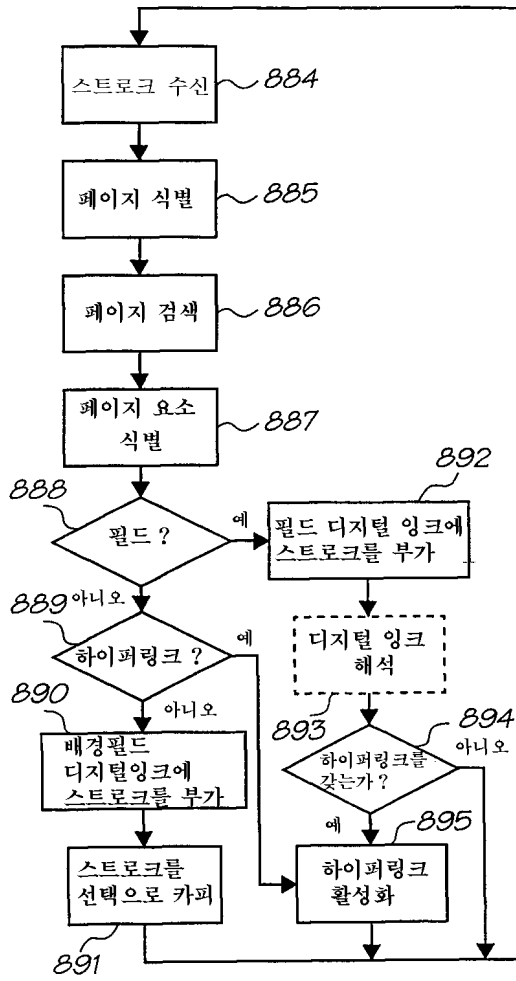 스트로크 수신
884
페이지 식별
885
페이지 검색
886
페이지 요소
식별
887
888
필드 ?
예
892
필드 디지털 잉크에
스트로크를 부가
889
아니오
하이퍼링크 ?
예
디지털 잉크
해석
893
890
아니오
배경필드
디지털잉크에
스트로크를 부가
894
하이퍼링크를
갖는가 ?
아니오
예
895
스트로크를
선택으로 카피
891
하이퍼링크
활성화